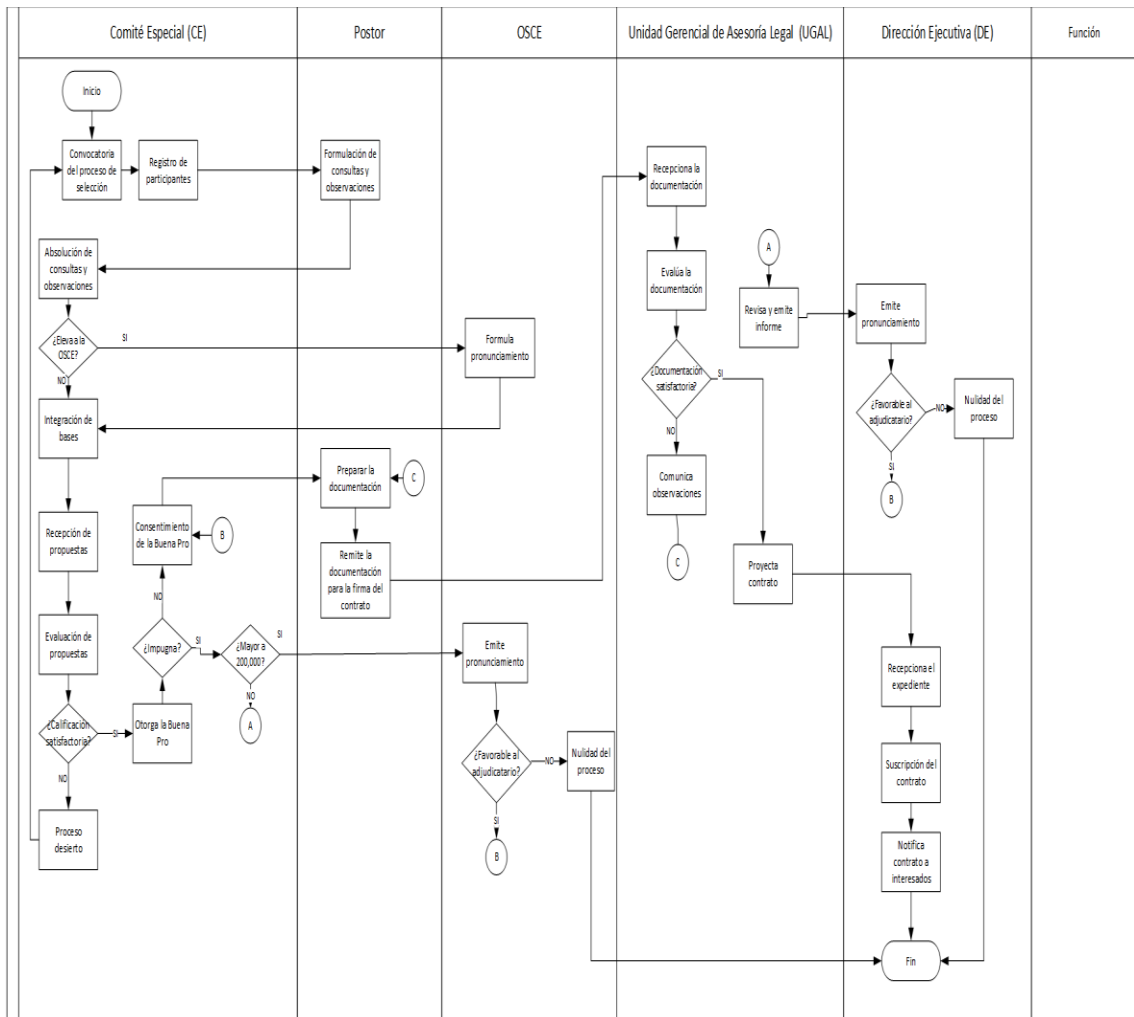 Comité Especial (CE)
Postor
OSCE
Unidad Gerencial de Asesoría Legal (UGAL)
Dirección Ejecutiva (DE)
Función
Inicio
Convocatoria
del proceso de
selección
Registro de
participantes
Formulación de
consultas y
observaciones
Absolución de
consultas y
observaciones
¿Eleva a la
OSCE?
SI
NO
Formula
pronunciamiento
Integración de
bases
Recepción de
propuestas
Evaluación de
propuestas
¿Calificación
satisfactoria?
SI
NO
Proceso
desierto
Otorga la Buena
Pro
¿Impugna?
NO
SI
Consentimiento
de la Buena Pro
B
¿Mayor a
200,000?
SI
NO
A
Preparar la
documentación
C
Remite la
documentación
para la firma del
contrato
Emite
pronunciamiento
¿Favorable al
adjudicatario?
NO
Nulidad del
proceso
SI
B
Recepciona la
documentación
Evalúa la
documentación
¿Documentación
satisfactoria?
SI
NO
Comunica
observaciones
C
A
Revisa y emite
informe
Proyecta
contrato
Emite
pronunciamiento
¿Favorable al
adjudicatario?
NO
Nulidad del
proceso
SI
B
Recepciona el
expediente
Suscripción del
contrato
Notifica
contrato a
interesados
Fin